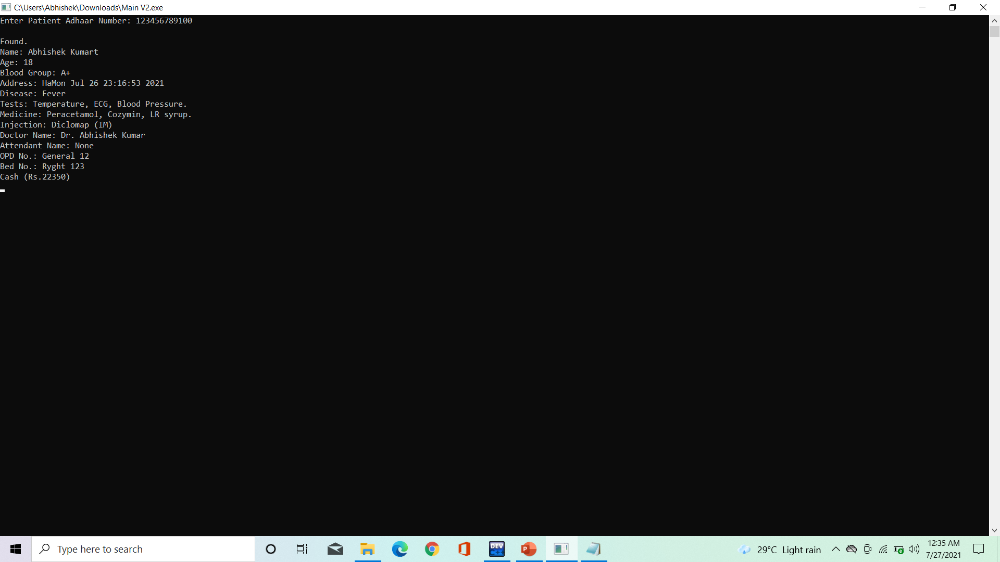 C:\Users\Abhishek\Downloads\Main V2.exe
Enter Patient Adhaar Number: 123456789100
Found.
Name: Abhishek Kumart
Age: 18
Blood Group: A+
Address: HaMon Jul 26 23:16:53 2021
Disease: Fever
Tests: Temperature, ECG, Blood Pressure.
Medicine: Peracetamol, Cozymin, LR syrup.
Injection: Diclomap (IM)
Doctor Name: Dr. Abhishek Kumar
Attendant Name: None
OPD No.: General 12
Bed No.: Ryght 123
Cash (Rs.22350)
Type here to search
DEV C++
P
29°C Light rain
12:35 AM
7/27/2021